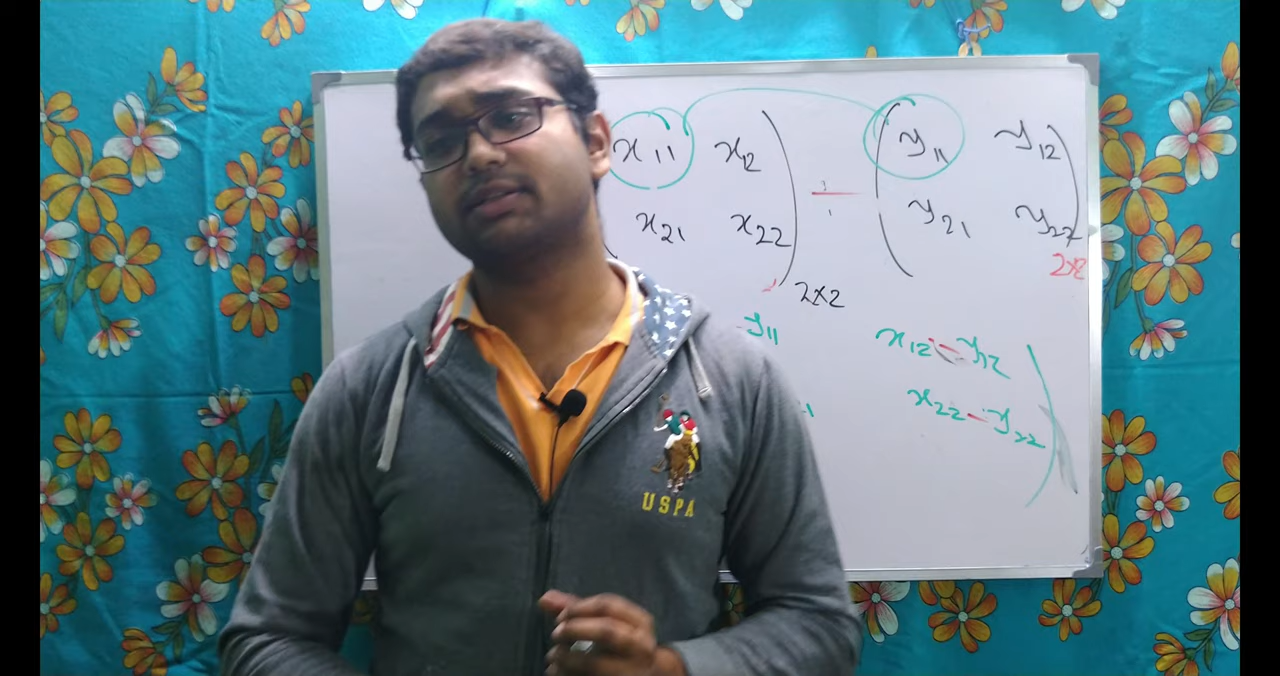 x11 x12 - y11 y12
x21 x22 y21 y22
2x2 2x2
y11 x12 - y12
x22 - y22
USPA